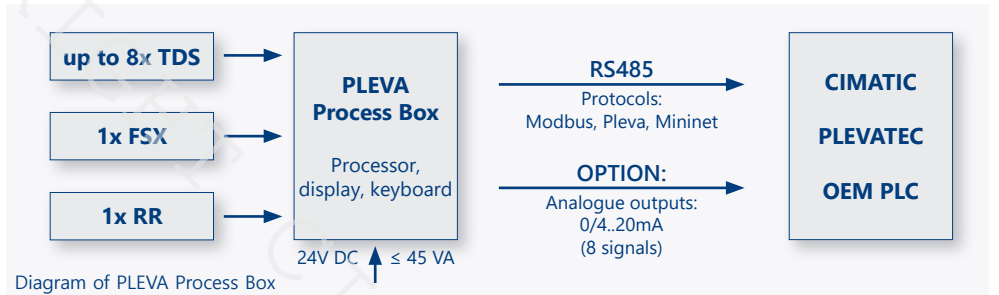 up to 8x TDS
1x FSX
1x RR
PLEVA
Process Box
Processor,
display, keyboard
24V DC ≤ 45 VA
RS485
Protocols:
Modbus, Pleva, Mininet
OPTION:
Analogue outputs:
0/4..20mA
(8 signals)
CIMATIC
PLEVATEC
OEM PLC
Diagram of PLEVA Process Box